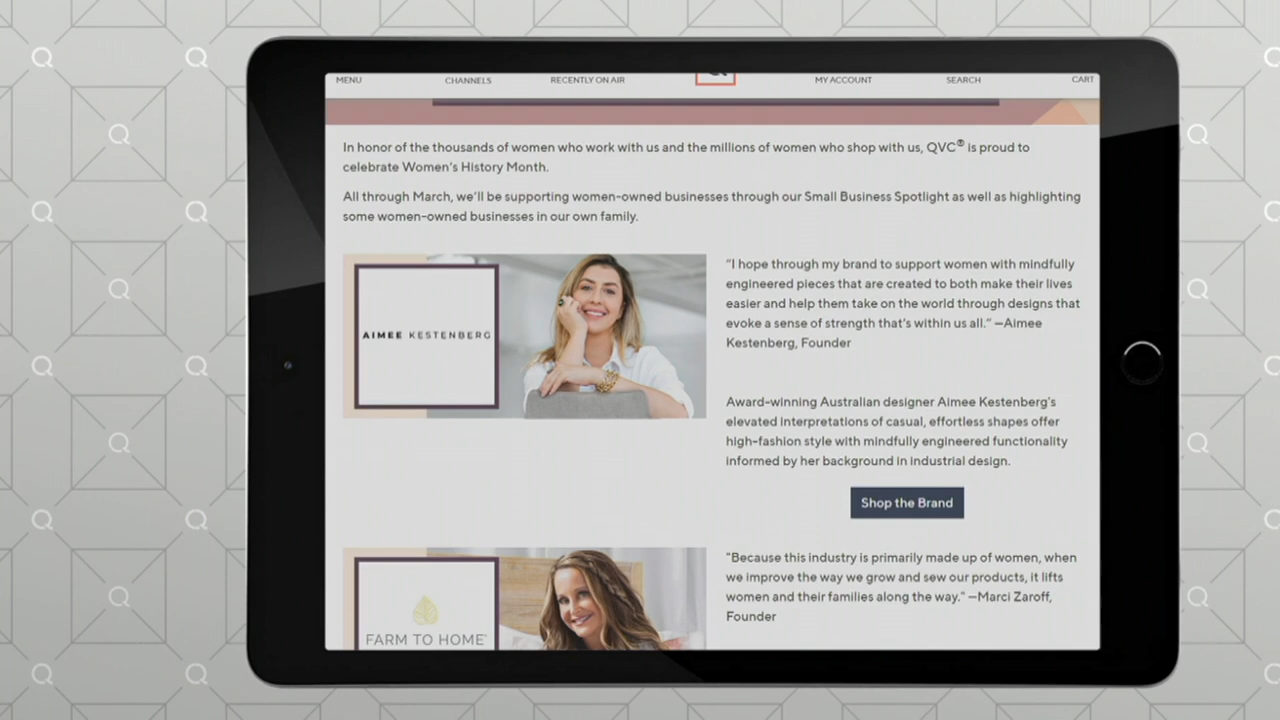 MENU CHANNELS RECENTLY ON AIR MY ACCOUNT SEARCH CART
In honor of the thousands of women who work with us and the millions of women who shop with us, QVC® is proud to
celebrate Women's History Month.
All through March, we'll be supporting women-owned businesses through our Small Business Spotlight as well as highlighting
some women-owned businesses in our own family.
AIMEE KESTENBERG
"I hope through my brand to support women with mindfully
engineered pieces that are created to both make their lives
easier and help them take on the world through designs that
evoke a sense of strength that's within us all." —Aimee
Kestenberg, Founder
Award-winning Australian designer Aimee Kestenberg's
elevated interpretations of casual, effortless shapes offer
high-fashion style with mindfully engineered functionality
informed by her background in industrial design.
Shop the Brand
FARM TO HOME
"Because this industry is primarily made up of women, when
we improve the way we grow and sew our products, it lifts
women and their families along the way." —Marci Zaroff,
Founder